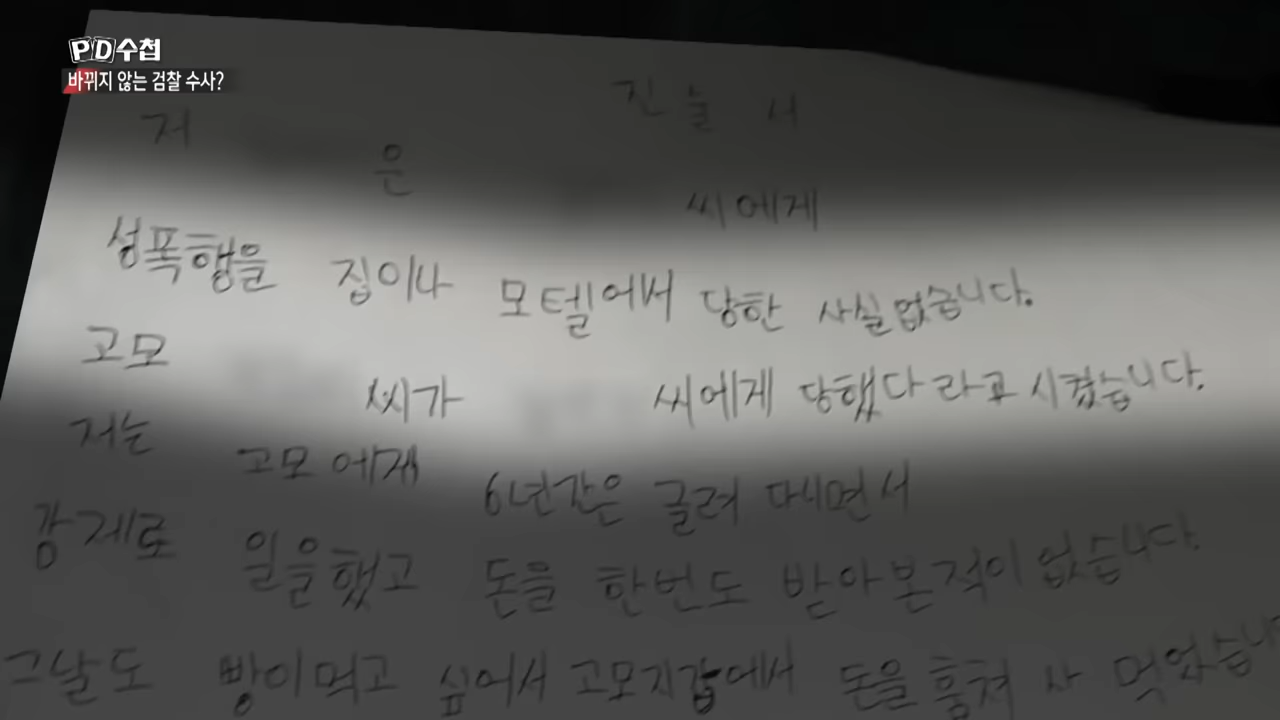 PD수첩
바뀌지 않는 검찰 수사?
진술서
저 은 씨에게
성폭행을 집이나 모텔어서 당한 사실 없습니다.
고모 씨가 씨에게 당했다 라고 시켰습니다.
저는 고모에게 6년간은 끌려 다니면서
강제로 일을했고 돈을 한번도 받아본적이 없습니다.
그날도 빵이먹고 싶어서 고모지갑에서 돈을 훔쳐 사 먹었습니